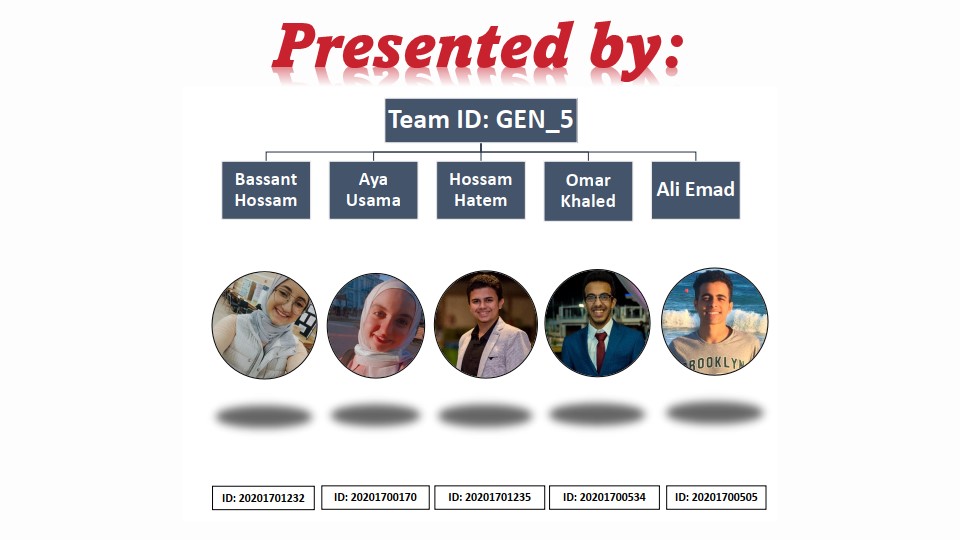 Presented by:
Team ID: GEN_5
Bassant
Hossam
Aya
Usama
Hossam
Hatem
Omar
Khaled
Ali Emad
BROOKLYN
ID: 20201701232
ID: 20201700170
ID: 20201701235
ID: 20201700534
ID: 20201700505